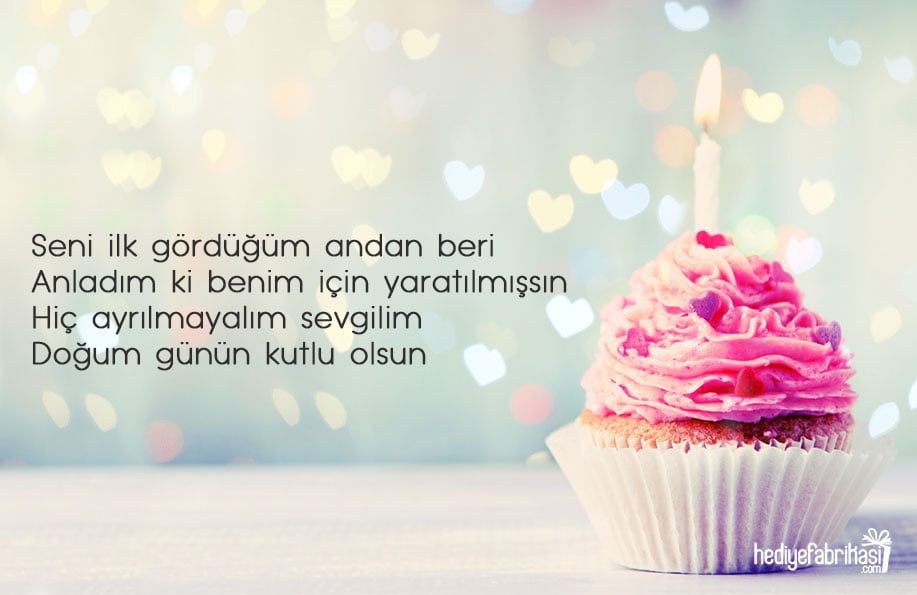 Seni ilk gördüğüm andan beri
Anladım ki benim için yaratılmışsın
Hiç ayrılmayalım sevgilim
Doğum günün kutlu olsun
hediyefabrikası
.com